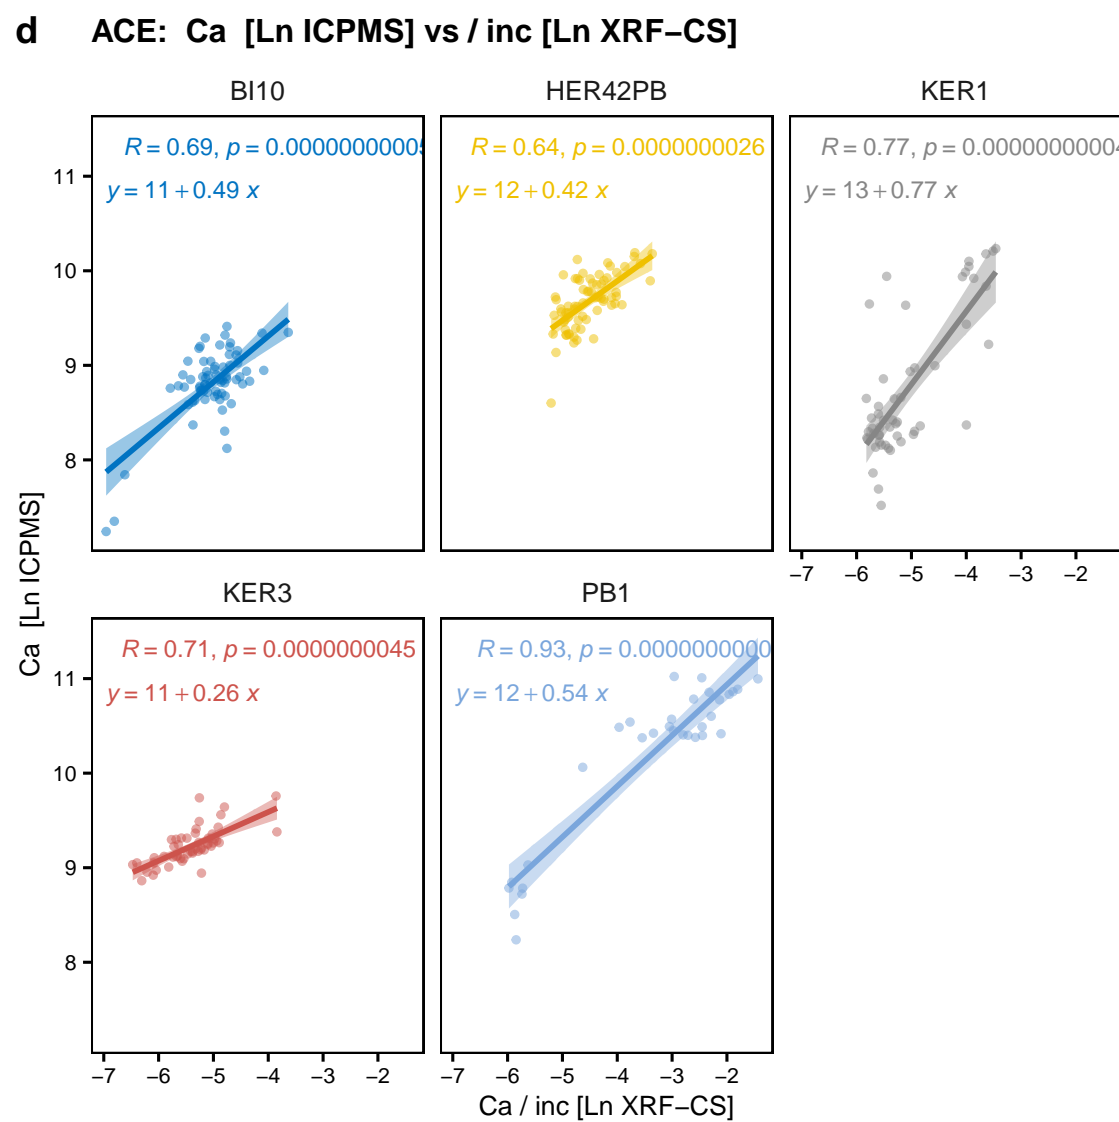 d ACE: Ca [Ln ICPMS] vs / inc [Ln XRF−CS]
BI10
HER42PB
KER1
R = 0.69, p = 0.0000000000
R = 0.64, p = 0.0000000026
R = 0.77, p = 0.00000000004
y = 11 + 0.49 x
y = 12 + 0.42 x
y = 13 + 0.77 x
11
10
9
8
−7 −6 −5 −4 −3 −2
Ca [Ln ICPMS]
KER3
PB1
R = 0.71, p = 0.0000000045
R = 0.93, p = 0.0000000000
y = 11 + 0.26 x
y = 12 + 0.54 x
11
10
9
8
−7 −6 −5 −4 −3 −2
−7 −6 −5 −4 −3 −2
Ca / inc [Ln XRF−CS]